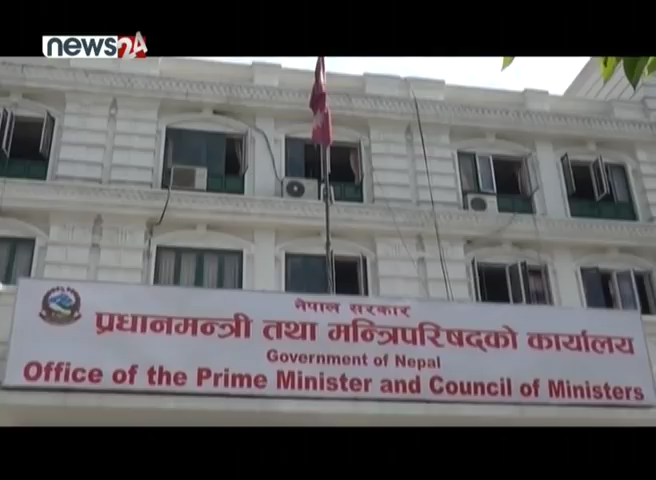 news24
नेपाल सरकार
प्रधानमन्त्री तथा मन्त्रिपरिषद्को कार्यालय
Government of Nepal
Office of the Prime Minister and Council of Ministers